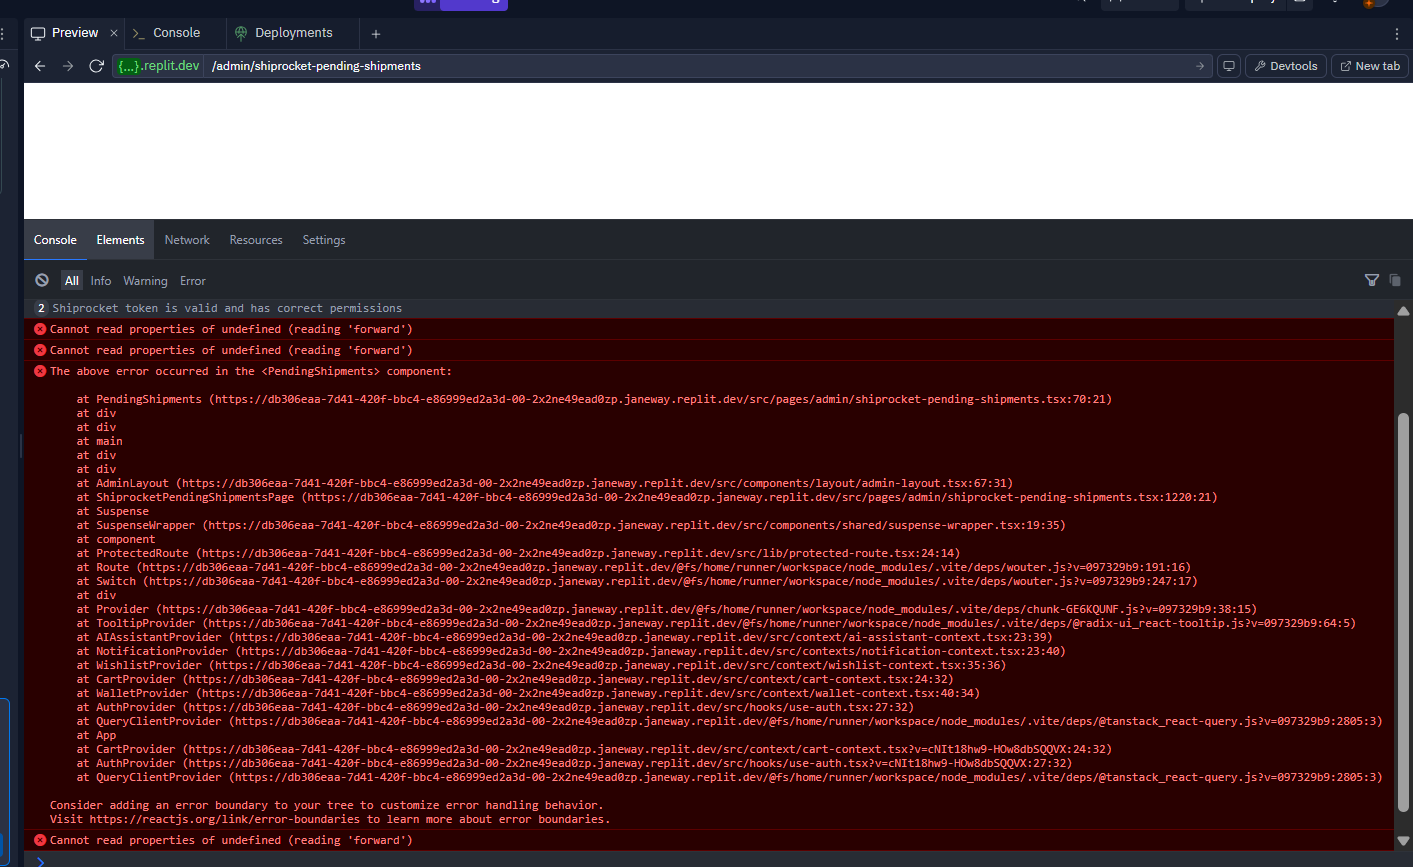 Preview
Console
Deployments
{...}.replit.dev /admin/shiprocket-pending-shipments
Devtools
New tab
Console Elements Network Resources Settings
All Info Warning Error
2 Shiprocket token is valid and has correct permissions
Cannot read properties of undefined (reading 'forward')
Cannot read properties of undefined (reading 'forward')
The above error occurred in the <PendingShipments> component:
at PendingShipments (https://db306eaa-7d41-420f-bbc4-e86999ed2a3d-00-2x2ne49ead0zp.janeway.replit.dev/src/pages/admin/shiprocket-pending-shipments.tsx:70:21)
at div
at div
at main
at div
at div
at AdminLayout (https://db306eaa-7d41-420f-bbc4-e86999ed2a3d-00-2x2ne49ead0zp.janeway.replit.dev/src/components/layout/admin-layout.tsx:67:31)
at ShiprocketPendingShipmentsPage (https://db306eaa-7d41-420f-bbc4-e86999ed2a3d-00-2x2ne49ead0zp.janeway.replit.dev/src/pages/admin/shiprocket-pending-shipments.tsx:1220:21)
at Suspense
at SuspenseWrapper (https://db306eaa-7d41-420f-bbc4-e86999ed2a3d-00-2x2ne49ead0zp.janeway.replit.dev/src/components/shared/suspense-wrapper.tsx:19:35)
at component
at ProtectedRoute (https://db306eaa-7d41-420f-bbc4-e86999ed2a3d-00-2x2ne49ead0zp.janeway.replit.dev/src/lib/protected-route.tsx:24:14)
at Route (https://db306eaa-7d41-420f-bbc4-e86999ed2a3d-00-2x2ne49ead0zp.janeway.replit.dev/@fs/home/runner/workspace/node_modules/.vite/deps/wouter.js?v=097329b9:191:16)
at Switch (https://db306eaa-7d41-420f-bbc4-e86999ed2a3d-00-2x2ne49ead0zp.janeway.replit.dev/@fs/home/runner/workspace/node_modules/.vite/deps/wouter.js?v=097329b9:247:17)
at div
at Provider (https://db306eaa-7d41-420f-bbc4-e86999ed2a3d-00-2x2ne49ead0zp.janeway.replit.dev/@fs/home/runner/workspace/node_modules/.vite/deps/chunk-GE6KQUNF.js?v=097329b9:38:15)
at TooltipProvider (https://db306eaa-7d41-420f-bbc4-e86999ed2a3d-00-2x2ne49ead0zp.janeway.replit.dev/@fs/home/runner/workspace/node_modules/.vite/deps/@radix-ui_react-tooltip.js?v=097329b9:64:5)
at AIAssistantProvider (https://db306eaa-7d41-420f-bbc4-e86999ed2a3d-00-2x2ne49ead0zp.janeway.replit.dev/src/context/ai-assistant-context.tsx:23:39)
at NotificationProvider (https://db306eaa-7d41-420f-bbc4-e86999ed2a3d-00-2x2ne49ead0zp.janeway.replit.dev/src/contexts/notification-context.tsx:23:40)
at WishlistProvider (https://db306eaa-7d41-420f-bbc4-e86999ed2a3d-00-2x2ne49ead0zp.janeway.replit.dev/src/context/wishlist-context.tsx:35:36)
at CartProvider (https://db306eaa-7d41-420f-bbc4-e86999ed2a3d-00-2x2ne49ead0zp.janeway.replit.dev/src/context/cart-context.tsx:24:32)
at WalletProvider (https://db306eaa-7d41-420f-bbc4-e86999ed2a3d-00-2x2ne49ead0zp.janeway.replit.dev/src/context/wallet-context.tsx:40:34)
at AuthProvider (https://db306eaa-7d41-420f-bbc4-e86999ed2a3d-00-2x2ne49ead0zp.janeway.replit.dev/src/hooks/use-auth.tsx:27:32)
at QueryClientProvider (https://db306eaa-7d41-420f-bbc4-e86999ed2a3d-00-2x2ne49ead0zp.janeway.replit.dev/@fs/home/runner/workspace/node_modules/.vite/deps/@tanstack_react-query.js?v=097329b9:2805:3)
at App
at CartProvider (https://db306eaa-7d41-420f-bbc4-e86999ed2a3d-00-2x2ne49ead0zp.janeway.replit.dev/src/context/cart-context.tsx?v=cNIt18hw9-HOw8dbSQQVX:24:32)
at AuthProvider (https://db306eaa-7d41-420f-bbc4-e86999ed2a3d-00-2x2ne49ead0zp.janeway.replit.dev/src/hooks/use-auth.tsx?v=cNIt18hw9-HOw8dbSQQVX:27:32)
at QueryClientProvider (https://db306eaa-7d41-420f-bbc4-e86999ed2a3d-00-2x2ne49ead0zp.janeway.replit.dev/@fs/home/runner/workspace/node_modules/.vite/deps/@tanstack_react-query.js?v=097329b9:2805:3)
Consider adding an error boundary to your tree to customize error handling behavior.
Visit https://reactjs.org/link/error-boundaries to learn more about error boundaries.
Cannot read properties of undefined (reading 'forward')